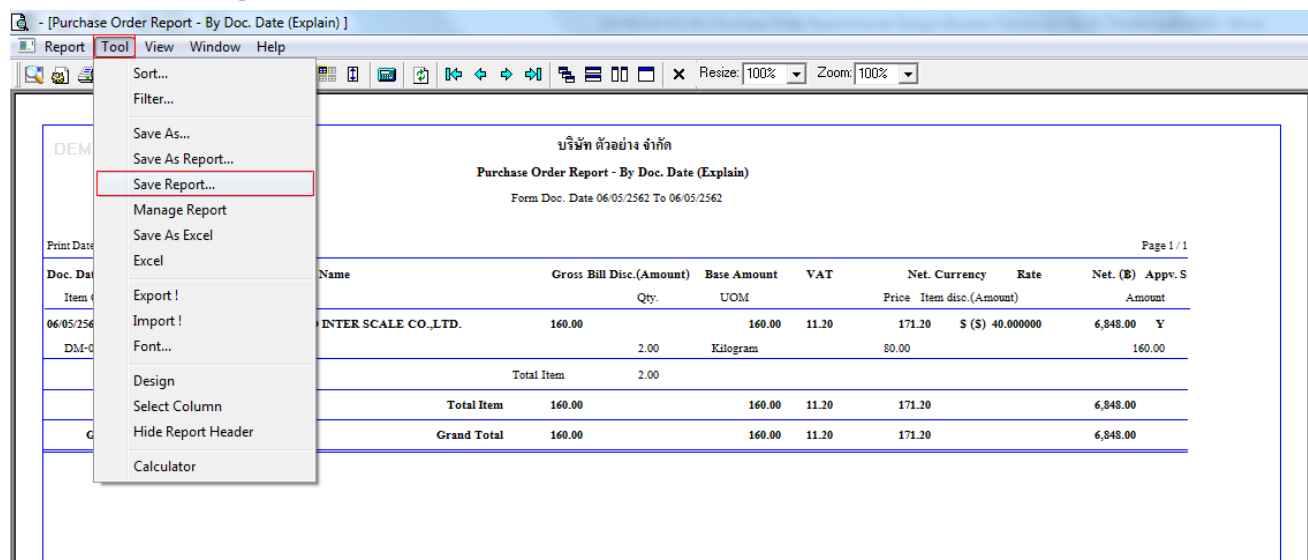 - [Purchase Order Report - By Doc. Date (Explain) ]
Report Tool View Window Help
Resize: 100% Zoom: 100%
Sort...
Filter...
Save As...
Save As Report...
Save Report...
Manage Report
Save As Excel
Excel
Export !
Import !
Font...
Design
Select Column
Hide Report Header
Calculator
DEM
บริษัท ตัวอย่าง จำกัด
Purchase Order Report - By Doc. Date (Explain)
Form Doc. Date 06/05/2562 To 06/05/2562
Print Date Page 1 / 1
Doc. Dat Name Gross Bill Disc.(Amount) Base Amount VAT Net. Currency Rate Net. (฿) Appv. S
Item Qty. UOM Price Item disc.(Amount) Amount
06/05/256 INTER SCALE CO.,LTD. 160.00 160.00 11.20 171.20 $ ($) 40.000000 6,848.00 Y
DM-0 2.00 Kilogram 80.00 160.00
Total Item 2.00
Total Item 160.00 160.00 11.20 171.20 6,848.00
G Grand Total 160.00 160.00 11.20 171.20 6,848.00